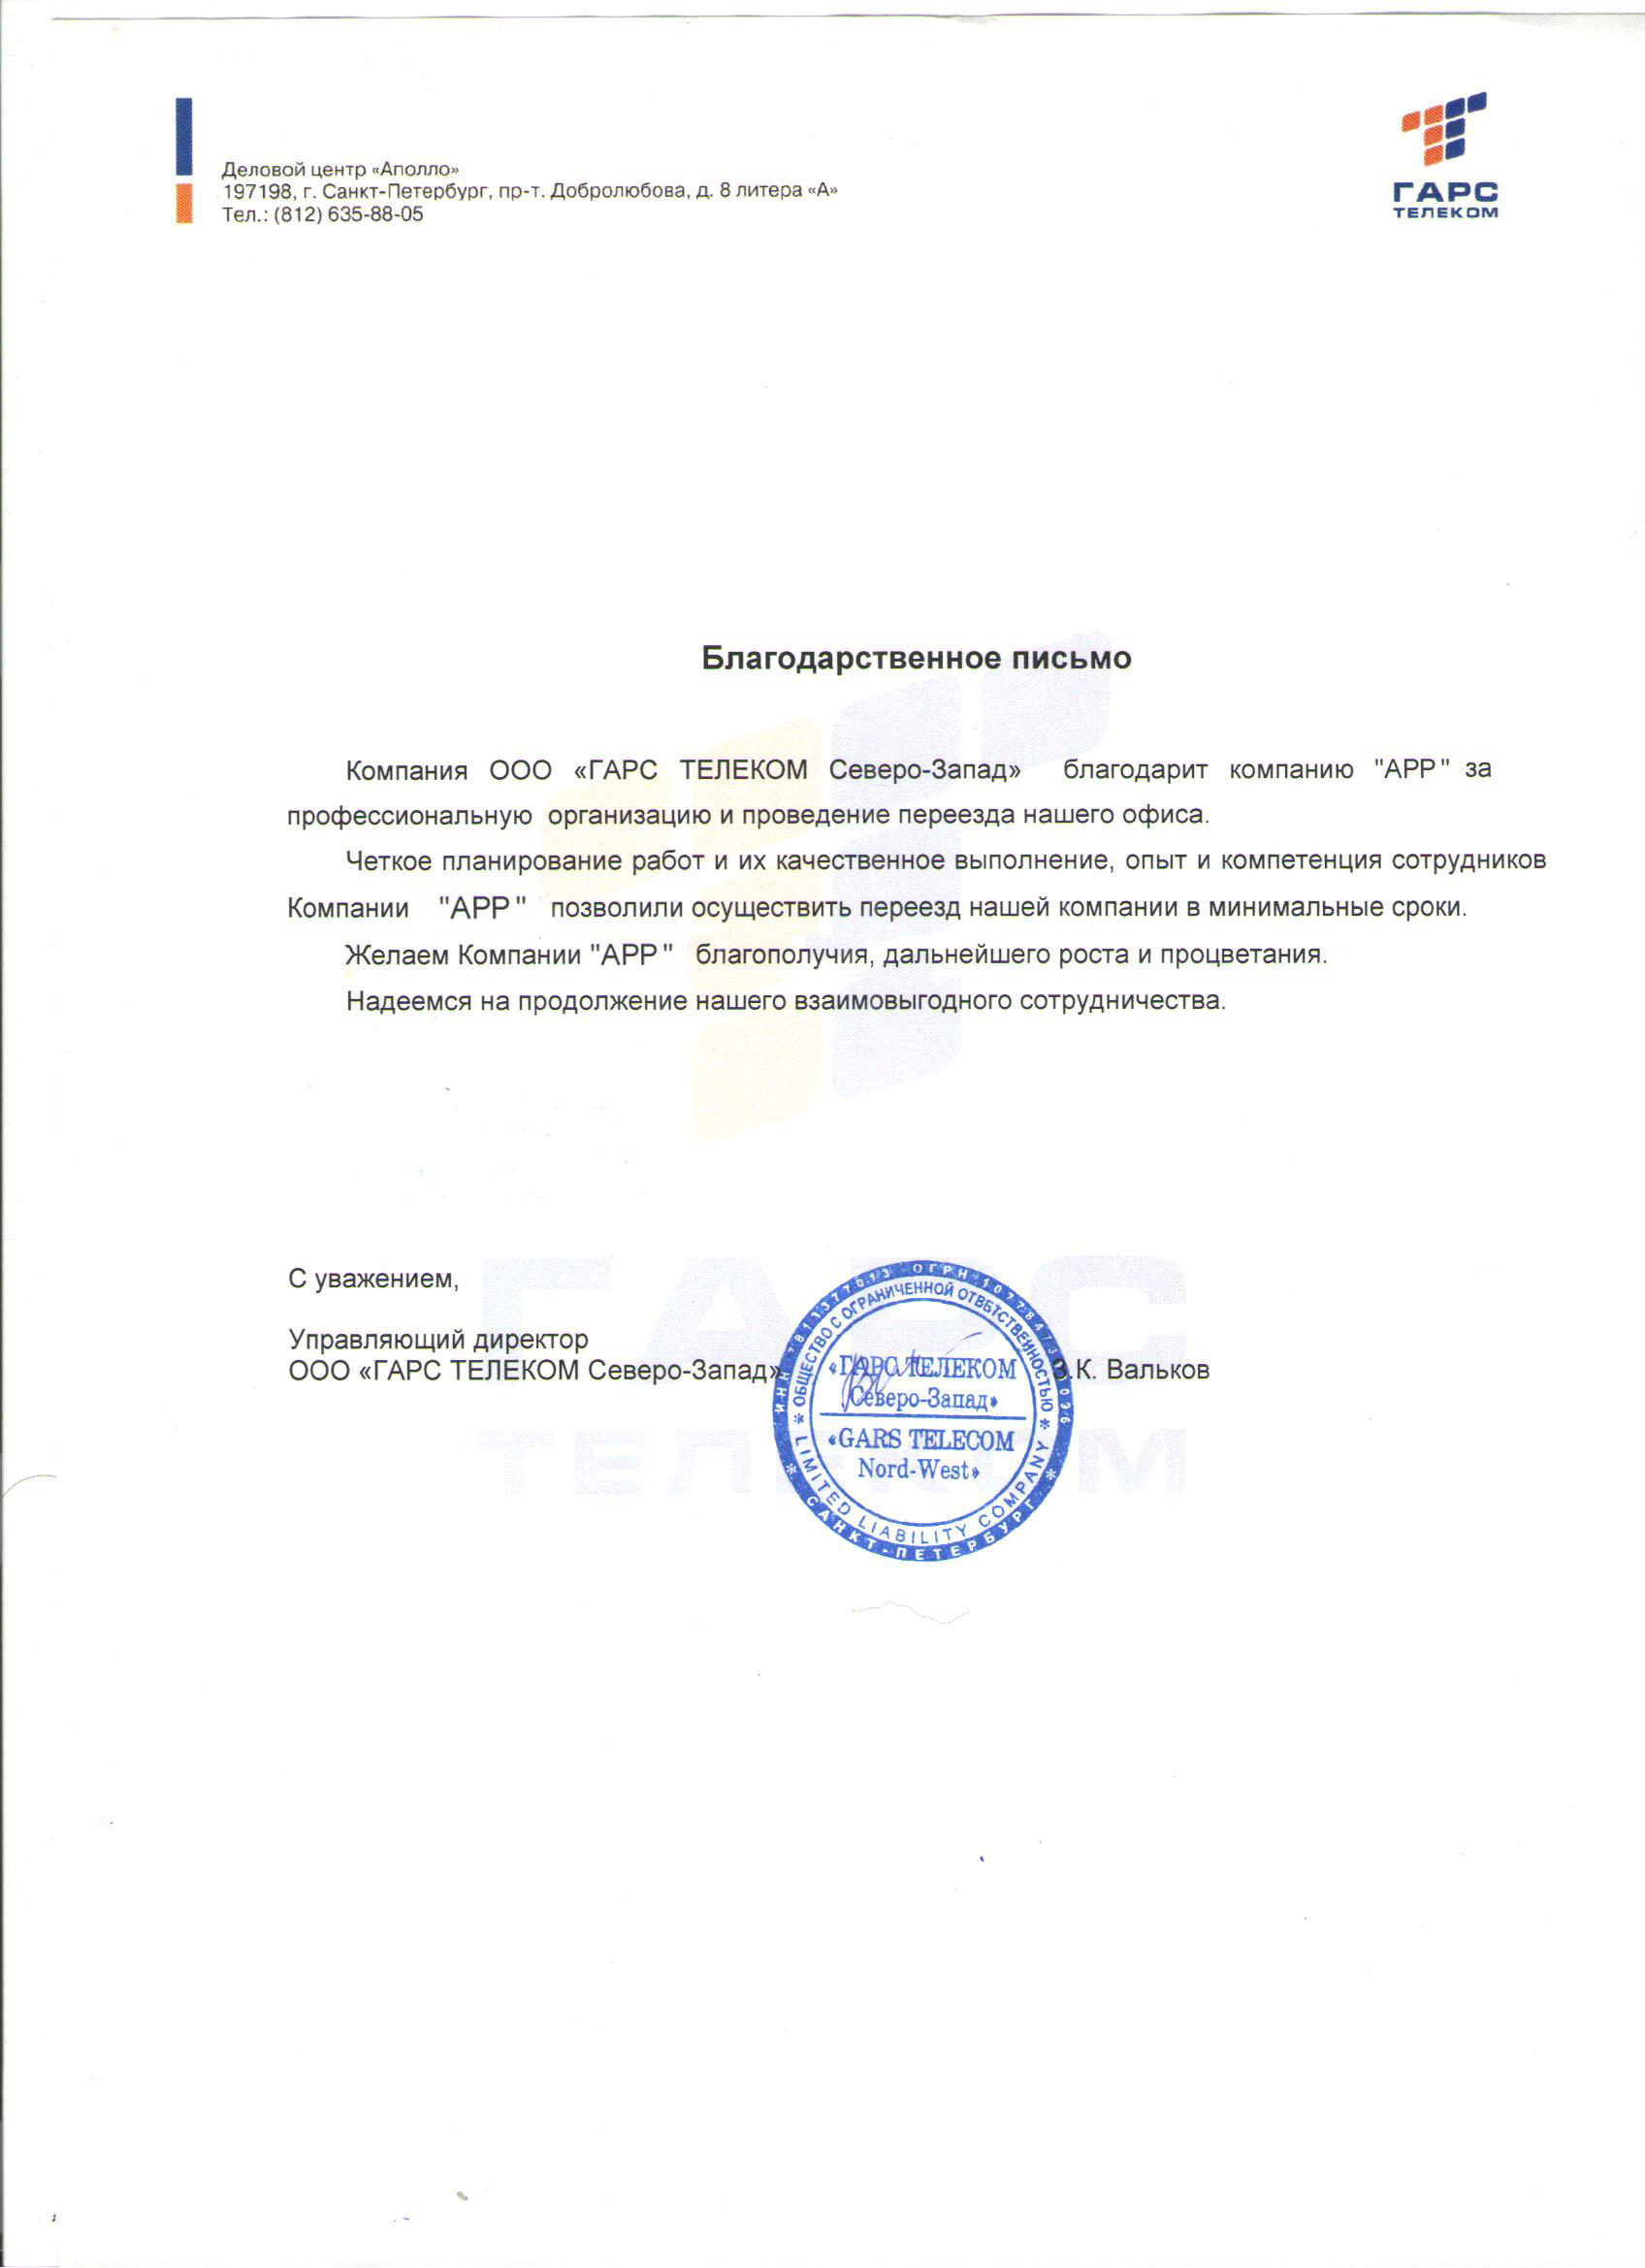 Деловой центр «Аполло»
197198, г. Санкт-Петербург, пр-т. Добролюбова, д. 8 литера «А»
Тел.: (812) 635-88-05
ГАРС
ТЕЛЕКОМ
Благодарственное письмо
Компания ООО «ГАРС ТЕЛЕКОМ Северо-Запад» благодарит компанию "АРР" за
профессиональную организацию и проведение переезда нашего офиса.
Четкое планирование работ и их качественное выполнение, опыт и компетенция сотрудников
Компании "АРР" позволили осуществить переезд нашей компании в минимальные сроки.
Желаем Компании "АРР" благополучия, дальнейшего роста и процветания.
Надеемся на продолжение нашего взаимовыгодного сотрудничества.
С уважением,
Управляющий директор
ООО «ГАРС ТЕЛЕКОМ Северо-Запад»
К. Вальков
ИНН 7813377013 ОГРН
ОБЩЕСТВО С ОГРАНИЧЕННОЙ ОТВЕТСТВЕННОСТЬЮ
«ГАРС ТЕЛЕКОМ
Северо-Запад»
«GARS TELECOM
Nord-West»
LIMITED LIABILITY COMPANY
САНКТ-ПЕТЕРБУРГ
ГАРС
ТЕЛЕКОМ